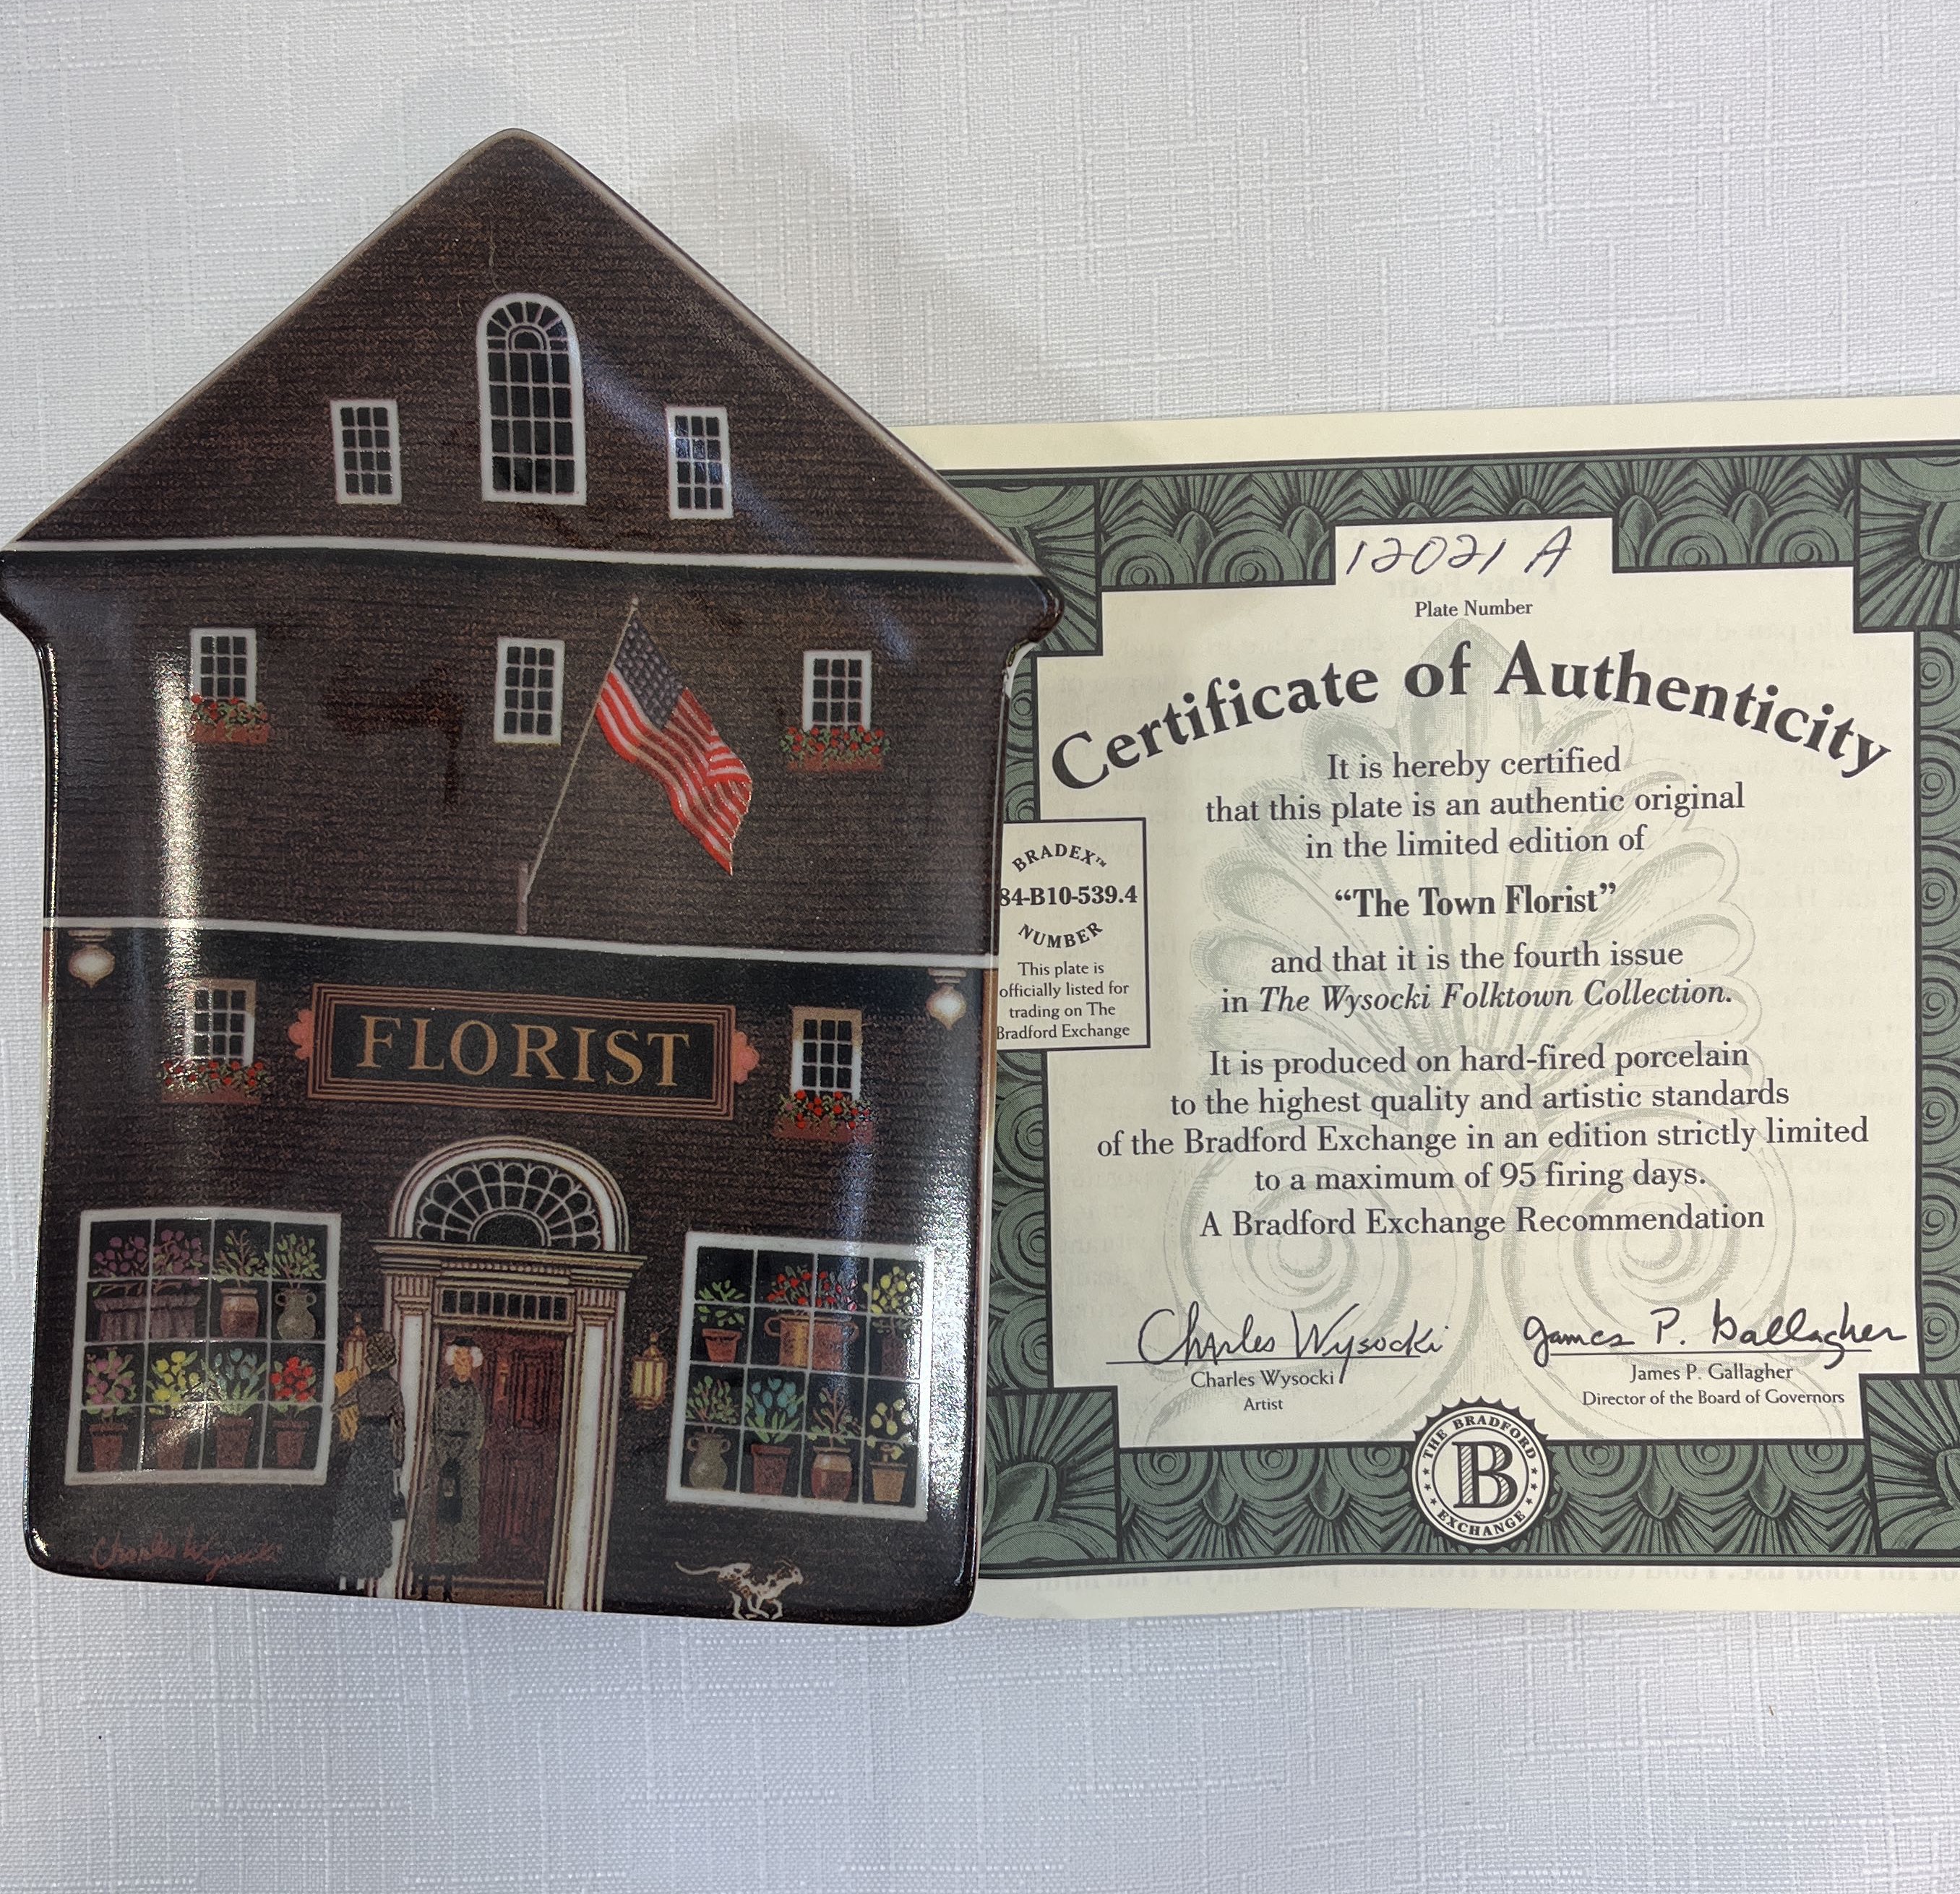 FLORIST
Charles Wysocki
12021 A
Plate Number
Certificate of Authenticity
It is hereby certified
that this plate is an authentic original
in the limited edition of
“The Town Florist”
and that it is the fourth issue
in The Wysocki Folktown Collection.
It is produced on hard-fired porcelain
to the highest quality and artistic standards
of the Bradford Exchange in an edition strictly limited
to a maximum of 95 firing days.
A Bradford Exchange Recommendation
BRADEX™
84-B10-539.4
NUMBER
This plate is
officially listed for
trading on The
Bradford Exchange
Charles Wysocki
Charles Wysocki
Artist
James P. Gallagher
James P. Gallagher
Director of the Board of Governors
THE BRADFORD
B
EXCHANGE